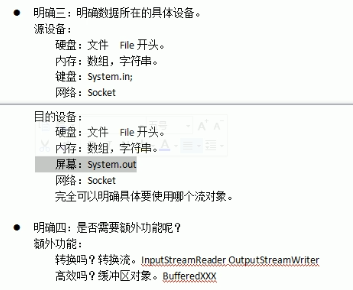 ● 明确三：明确数据所在的具体设备。
源设备：
硬盘：文件 File 开头。
内存：数组，字符串。
键盘：System.in;
网络：Socket
目的设备：
硬盘：文件 File 开头。
内存：数组，字符串。
屏幕：System.out
网络：Socket
完全可以明确具体要使用哪个流对象。
● 明确四：是否需要额外功能呢？
额外功能：
转换吗？转换流。InputStreamReader OutputStreamWriter
高效吗？缓冲区对象。BufferedXXX